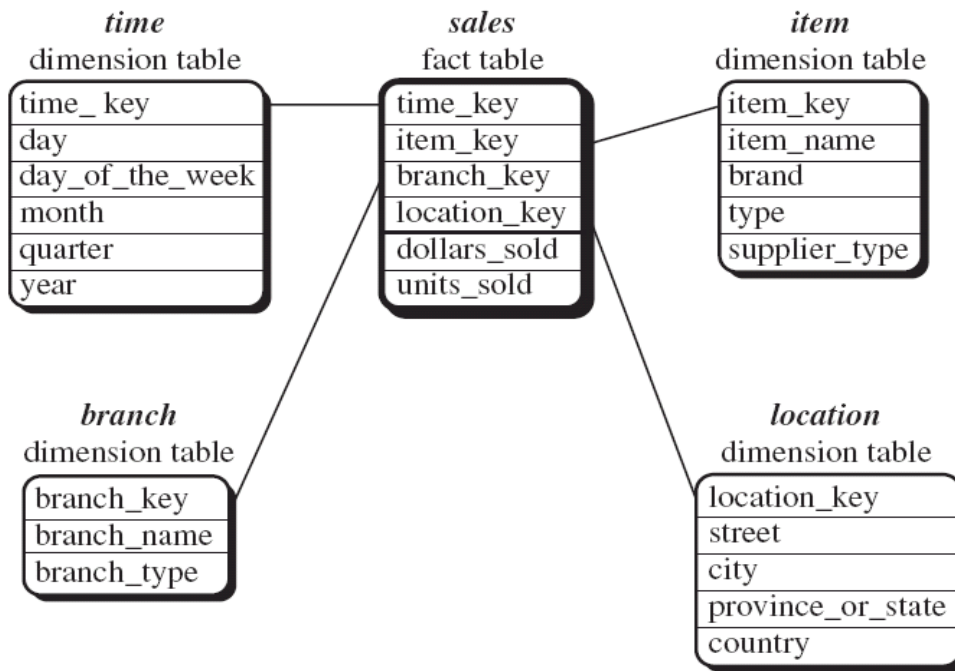 time
dimension table
time_ key
day
day_of_the_week
month
quarter
year
sales
fact table
time_key
item_key
branch_key
location_key
dollars_sold
units_sold
item
dimension table
item_key
item_name
brand
type
supplier_type
branch
dimension table
branch_key
branch_name
branch_type
location
dimension table
location_key
street
city
province_or_state
country